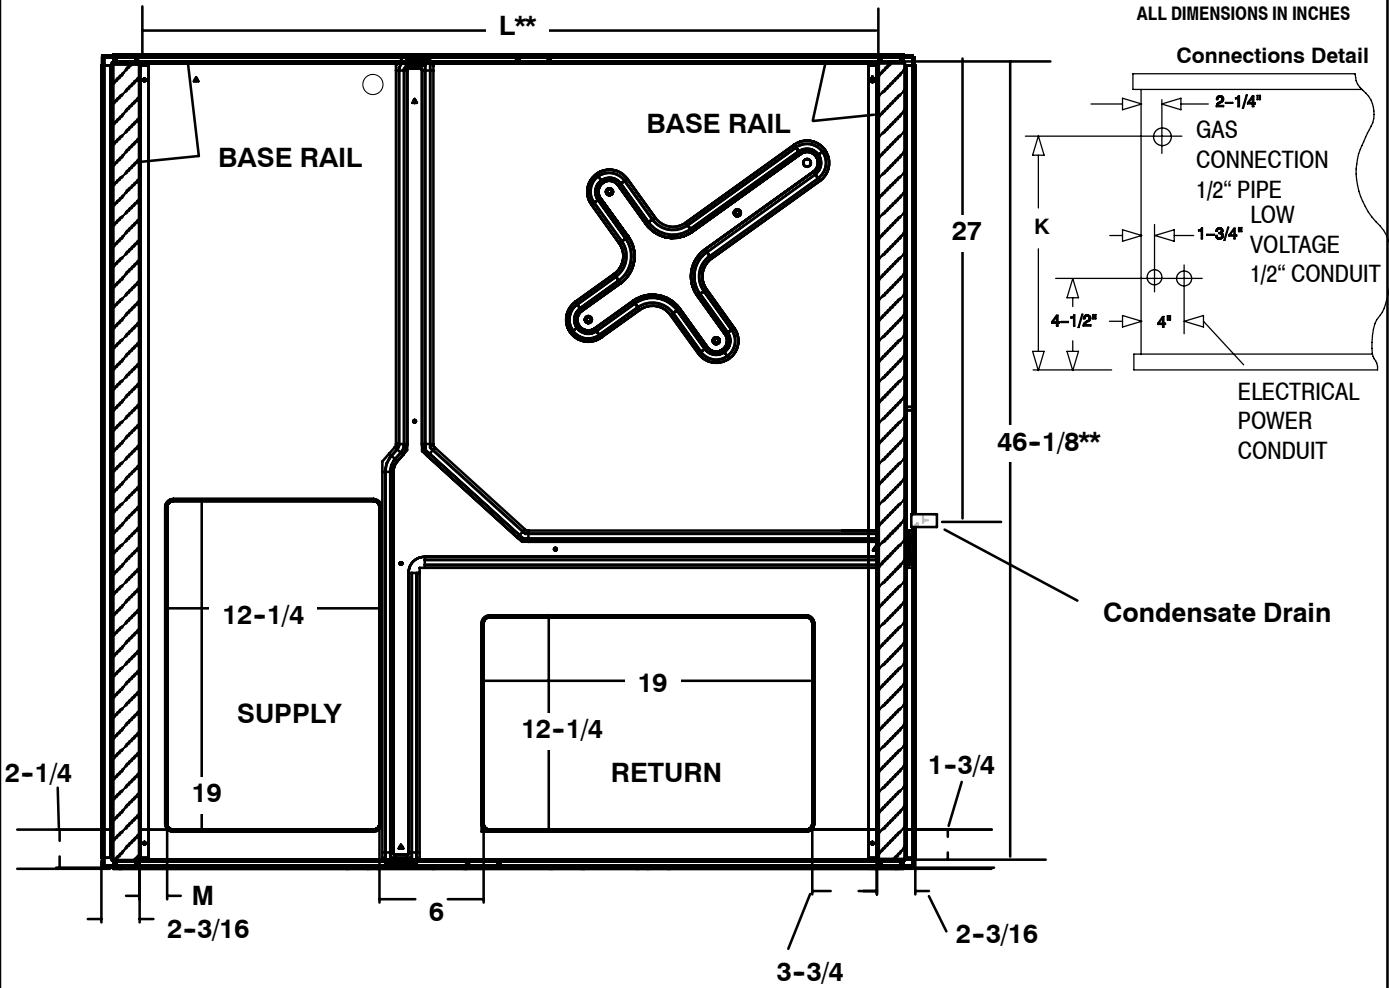 L**
ALL DIMENSIONS IN INCHES
Connections Detail
2-1/4"
GAS
CONNECTION
1/2“ PIPE
BASE RAIL
BASE RAIL
27
K
LOW
1-3/4"
VOLTAGE
1/2“ CONDUIT
4-1/2"
4"
ELECTRICAL
POWER
CONDUIT
46-1/8**
Condensate Drain
12-1/4
19
SUPPLY
12-1/4
RETURN
2-1/4
19
1-3/4
M
6
2-3/16
2-3/16
3-3/4